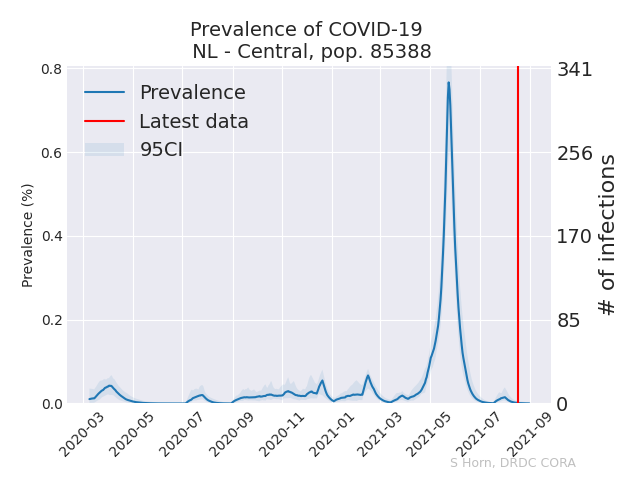 Prevalence of COVID-19
NL - Central, pop. 85388
Prevalence
Latest data
95CI
Prevalence (%)
0.8
0.6
0.4
0.2
0.0
341
256
170
85
0
# of infections
2020-03
2020-05
2020-07
2020-09
2020-11
2021-01
2021-03
2021-05
2021-07
2021-09
S Horn, DRDC CORA